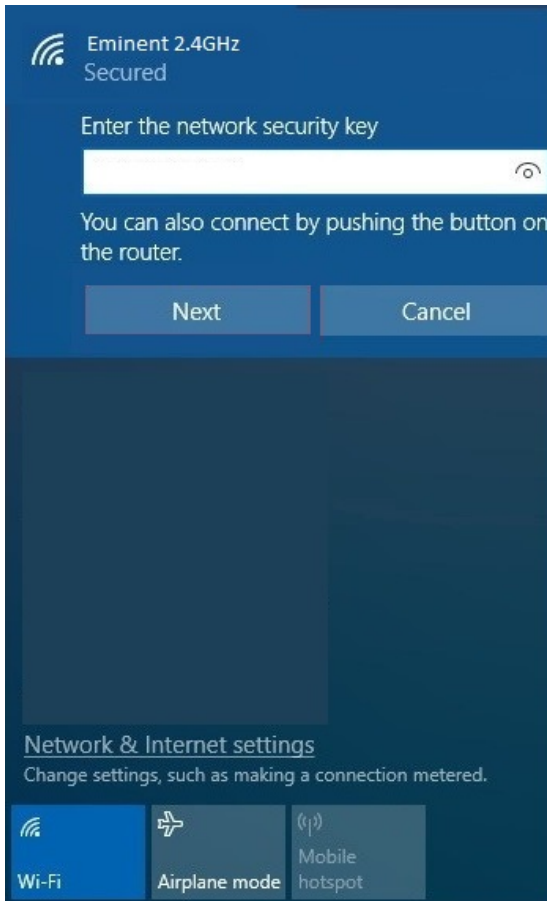 Eminent 2.4GHz
Secured
Enter the network security key
You can also connect by pushing the button on
the router.
Next Cancel
Network & Internet settings
Change settings, such as making a connection metered.
Wi-Fi
Airplane mode
Mobile
hotspot